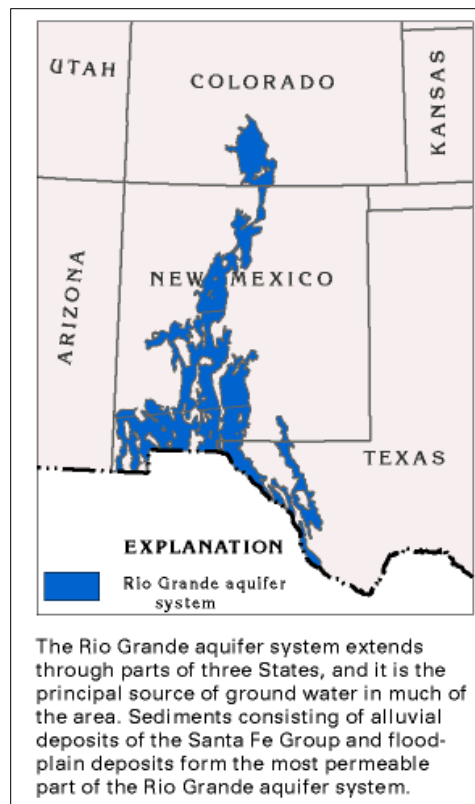 UTAH
COLORADO
KANSAS
ARIZONA
NEW MEXICO
TEXAS
EXPLANATION
Rio Grande aquifer
system
The Rio Grande aquifer system extends
through parts of three States, and it is the
principal source of ground water in much of
the area. Sediments consisting of alluvial
deposits of the Santa Fe Group and flood-
plain deposits form the most permeable
part of the Rio Grande aquifer system.